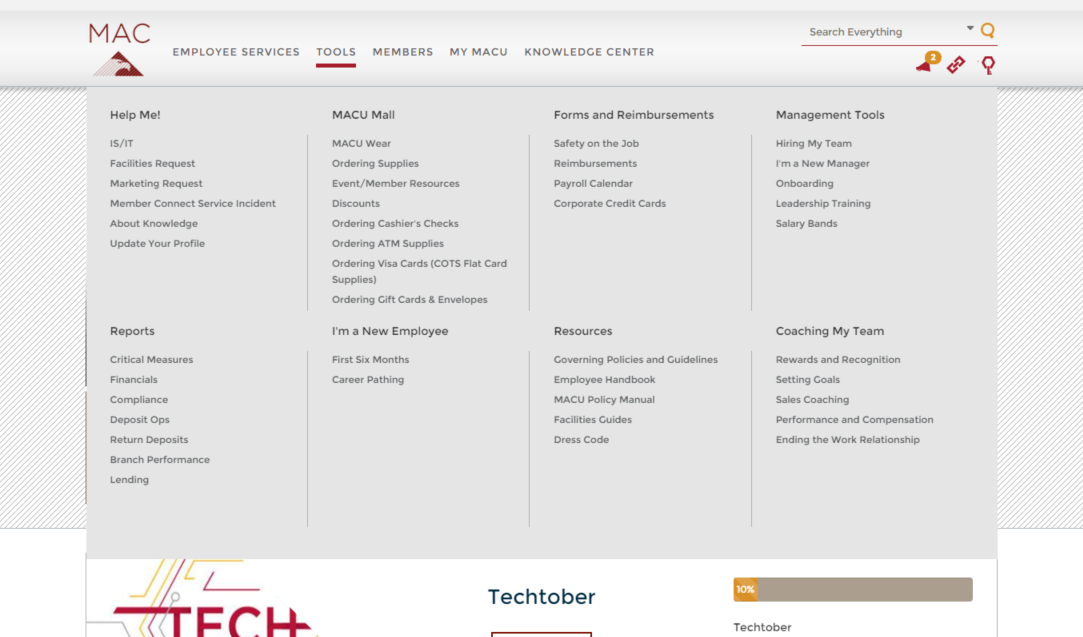 MAC
EMPLOYEE SERVICES TOOLS MEMBERS MY MACU KNOWLEDGE CENTER
Search Everything
2
Help Me!
IS/IT
Facilities Request
Marketing Request
Member Connect Service Incident
About Knowledge
Update Your Profile
MACU Mall
MACU Wear
Ordering Supplies
Event/Member Resources
Discounts
Ordering Cashier's Checks
Ordering ATM Supplies
Ordering Visa Cards (COTS Flat Card
Supplies)
Ordering Gift Cards & Envelopes
Forms and Reimbursements
Safety on the Job
Reimbursements
Payroll Calendar
Corporate Credit Cards
Management Tools
Hiring My Team
I'm a New Manager
Onboarding
Leadership Training
Salary Bands
Reports
Critical Measures
Financials
Compliance
Deposit Ops
Return Deposits
Branch Performance
Lending
I'm a New Employee
First Six Months
Career Pathing
Resources
Governing Policies and Guidelines
Employee Handbook
MACU Policy Manual
Facilities Guides
Dress Code
Coaching My Team
Rewards and Recognition
Setting Goals
Sales Coaching
Performance and Compensation
Ending the Work Relationship
TECH
Techtober
10%
Techtober